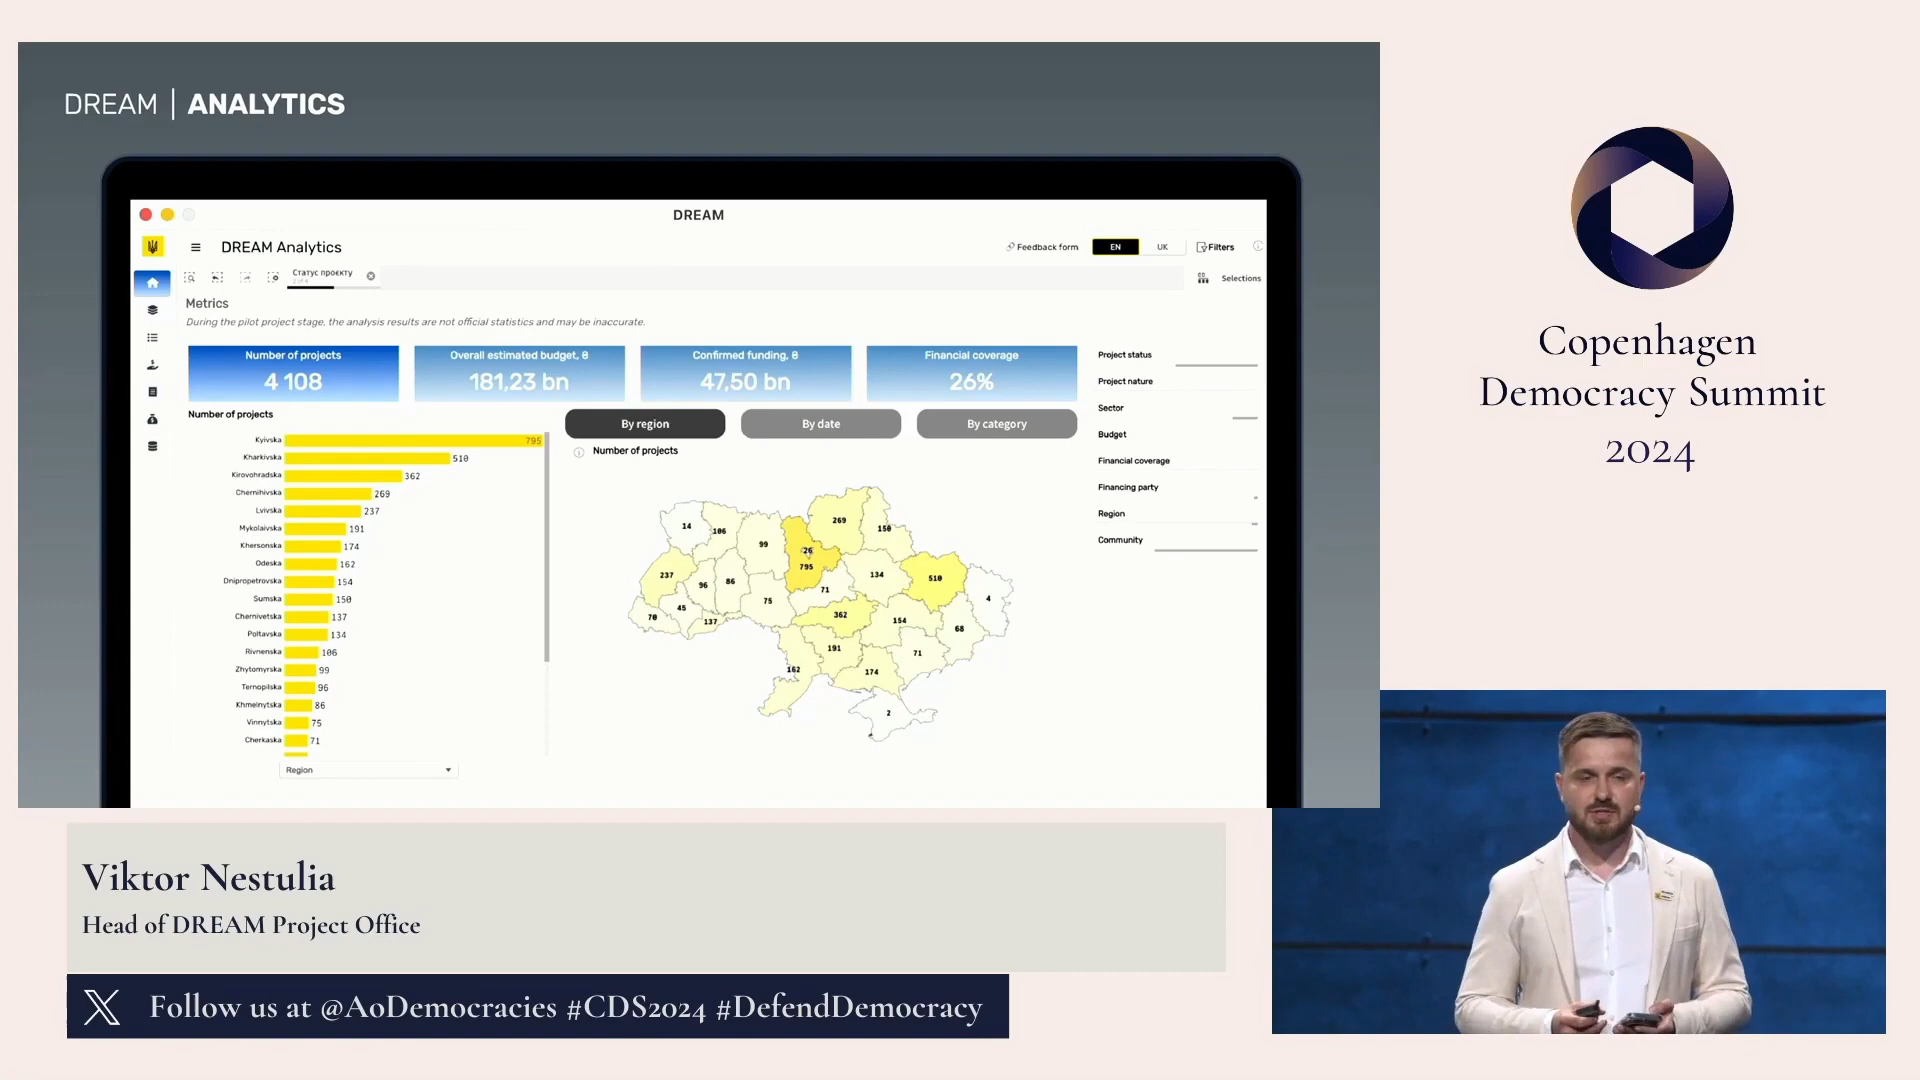 DREAM | ANALYTICS
DREAM
DREAM Analytics
Feedback form
EN
UK
Filters
Статус проєкту
Selections
Metrics
During the pilot project stage, the analysis results are not official statistics and may be inaccurate.
Number of projects
4 108
Overall estimated budget, ₴
181,23 bn
Confirmed funding, ₴
47,50 bn
Financial coverage
26%
Project status
Project nature
Sector
Budget
Financial coverage
Financing party
Region
Community
Number of projects
By region
By date
By category
Number of projects
Kyivska 795
Kharkivska 510
Kirovohradska 362
Chernihivska 269
Lvivska 237
Mykolaivska 191
Khersonska 174
Odeska 162
Dnipropetrovska 154
Sumska 150
Chernivetska 137
Poltavska 134
Rivnenska 106
Zhytomyrska 99
Ternopilska 96
Khmelnytska 86
Vinnytska 75
Cherkaska 71
Region
14
106
99
269
150
26
795
237
96
86
75
71
134
510
4
70
45
137
362
154
68
191
71
162
174
2
Copenhagen
Democracy Summit
2024
Viktor Nestulia
Head of DREAM Project Office
Follow us at @AoDemocracies #CDS2024 #DefendDemocracy